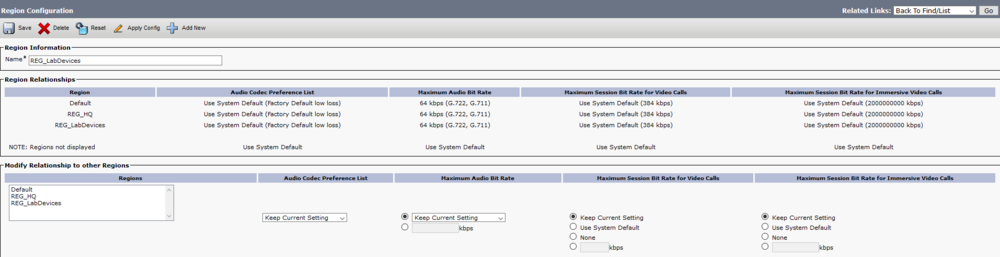 Region Configuration
Related Links: Back To Find/List Go
Save Delete Reset Apply Config Add New
Region Information
Name* REG_LabDevices
Region Relationships
Region Audio Codec Preference List Maximum Audio Bit Rate Maximum Session Bit Rate for Video Calls Maximum Session Bit Rate for Immersive Video Calls
Default Use System Default (Factory Default low loss) 64 kbps (G.722, G.711) Use System Default (384 kbps) Use System Default (2000000000 kbps)
REG_HQ Use System Default (Factory Default low loss) 64 kbps (G.722, G.711) Use System Default (384 kbps) Use System Default (2000000000 kbps)
REG_LabDevices Use System Default (Factory Default low loss) 64 kbps (G.722, G.711) Use System Default (384 kbps) Use System Default (2000000000 kbps)
NOTE: Regions not displayed Use System Default Use System Default Use System Default Use System Default
Modify Relationship to other Regions
Regions Audio Codec Preference List Maximum Audio Bit Rate Maximum Session Bit Rate for Video Calls Maximum Session Bit Rate for Immersive Video Calls
Default
REG_HQ
REG_LabDevices
Keep Current Setting Keep Current Setting Keep Current Setting Keep Current Setting
kbps Use System Default Use System Default
None None
kbps kbps